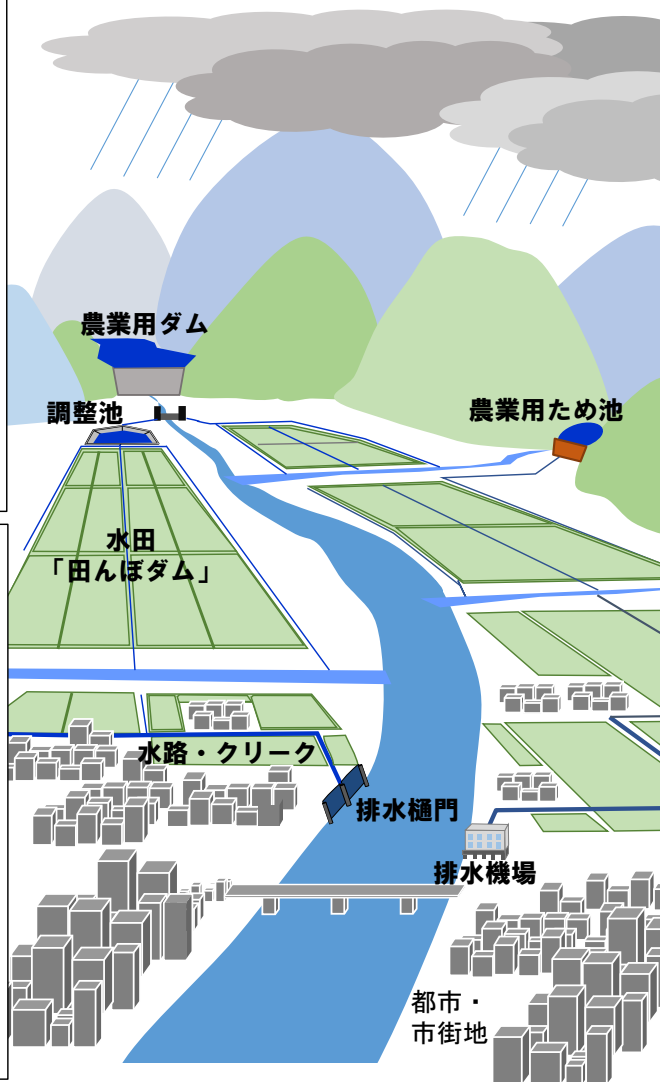 農業用ダム
調整池
農業用ため池
水田
「田んぼダム」
水路・クリーク
排水樋門
排水機場
都市・
市街地